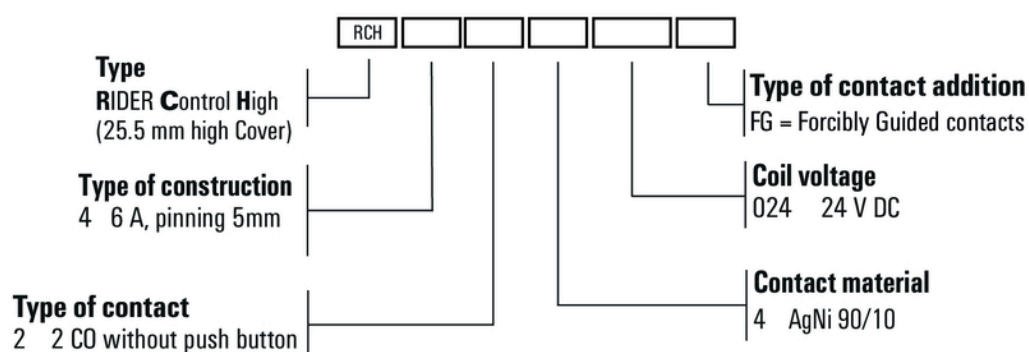 RCH
Type
RIDER Control High
(25.5 mm high Cover)
Type of construction
4 6 A, pinning 5mm
Type of contact
2 2 CO without push button
Type of contact addition
FG = Forcibly Guided contacts
Coil voltage
024 24 V DC
Contact material
4 AgNi 90/10